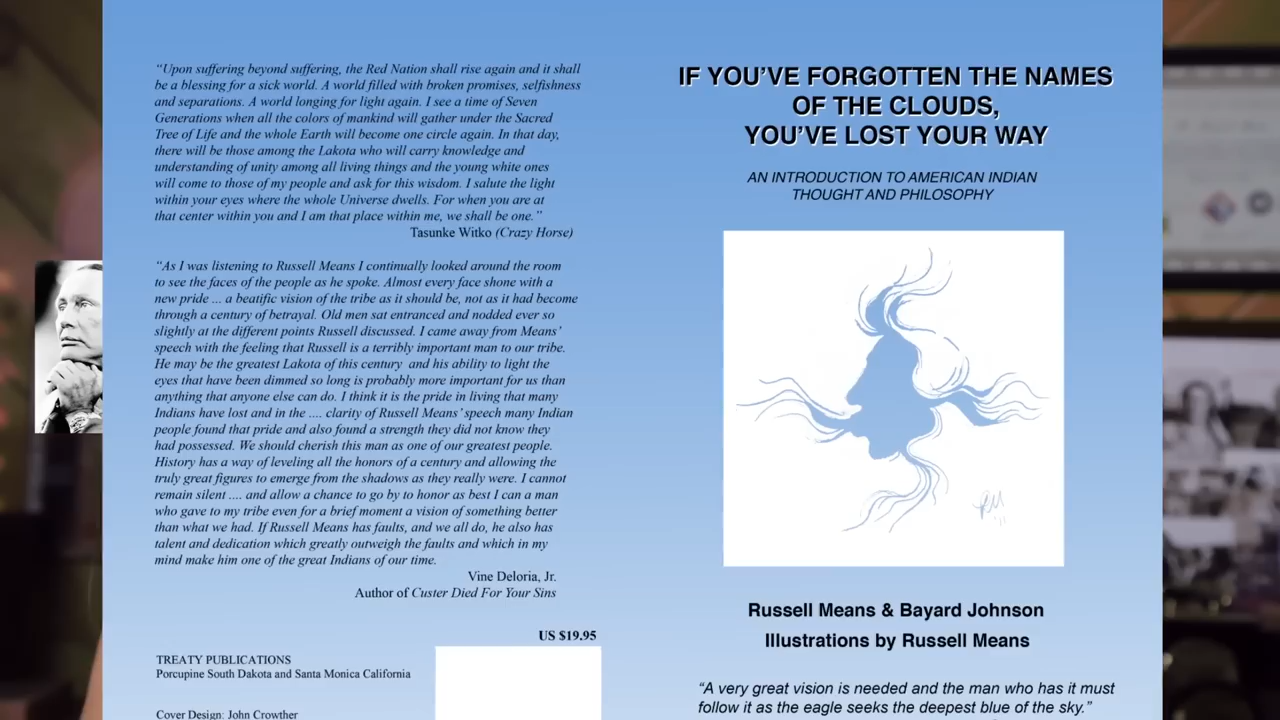 “Upon suffering beyond suffering, the Red Nation shall rise again and it shall
be a blessing for a sick world. A world filled with broken promises, selfishness
and separations. A world longing for light again. I see a time of Seven
Generations when all the colors of mankind will gather under the Sacred
Tree of Life and the whole Earth will become one circle again. In that day,
there will be those among the Lakota who will carry knowledge and
understanding of unity among all living things and the young white ones
will come to those of my people and ask for this wisdom. I salute the light
within your eyes where the whole Universe dwells. For when you are at
that center within you and I am that place within me, we shall be one.”
Tasunke Witko (Crazy Horse)
“As I was listening to Russell Means I continually looked around the room
to see the faces of the people as he spoke. Almost every face shone with a
new pride ... a beatific vision of the tribe as it should be, not as it had become
through a century of betrayal. Old men sat entranced and nodded ever so
slightly at the different points Russell discussed. I came away from Means’
speech with the feeling that Russell is a terribly important man to our tribe.
He may be the greatest Lakota of this century and his ability to light the
eyes that have been dimmed so long is probably more important for us than
anything that anyone else can do. I think it is the pride in living that many
Indians have lost and in the .... clarity of Russell Means’ speech many Indian
people found that pride and also found a strength they did not know they
had possessed. We should cherish this man as one of our greatest people.
History has a way of leveling all the honors of a century and allowing the
truly great figures to emerge from the shadows as they really were. I cannot
remain silent .... and allow a chance to go by to honor as best I can a man
who gave to my tribe even for a brief moment a vision of something better
than what we had. If Russell Means has faults, and we all do, he also has
talent and dedication which greatly outweigh the faults and which in my
mind make him one of the great Indians of our time.
Vine Deloria, Jr.
Author of Custer Died For Your Sins
US $19.95
TREATY PUBLICATIONS
Porcupine South Dakota and Santa Monica California
Cover Design: John Crowther
IF YOU’VE FORGOTTEN THE NAMES
OF THE CLOUDS,
YOU’VE LOST YOUR WAY
AN INTRODUCTION TO AMERICAN INDIAN
THOUGHT AND PHILOSOPHY
RM
'11
Russell Means & Bayard Johnson
Illustrations by Russell Means
“A very great vision is needed and the man who has it must
follow it as the eagle seeks the deepest blue of the sky.”